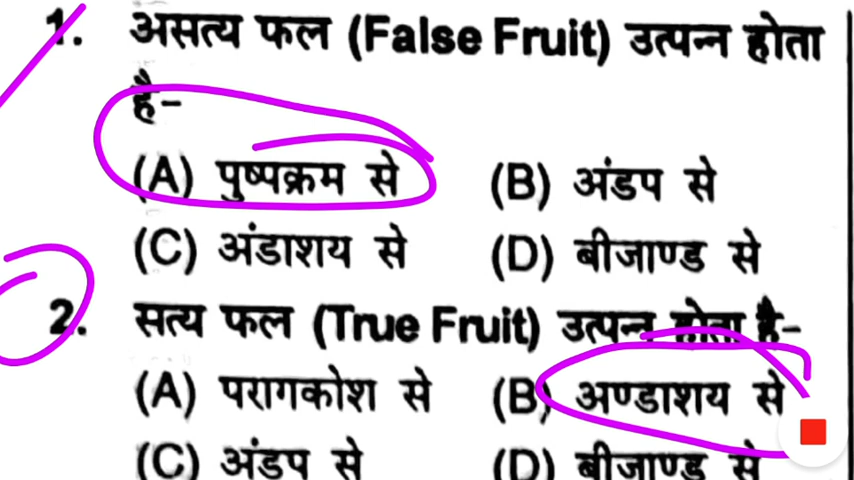 1. असत्य फल (False Fruit) उत्पन्न होता
है–
(A) पुष्पक्रम से (B) अंडप से
(C) अंडाशय से (D) बीजाण्ड से
2. सत्य फल (True Fruit) उत्पन्न होता है–
(A) परागकोश से (B) अण्डाशय से
(C) अंडप से (D) बीजाण्ड से